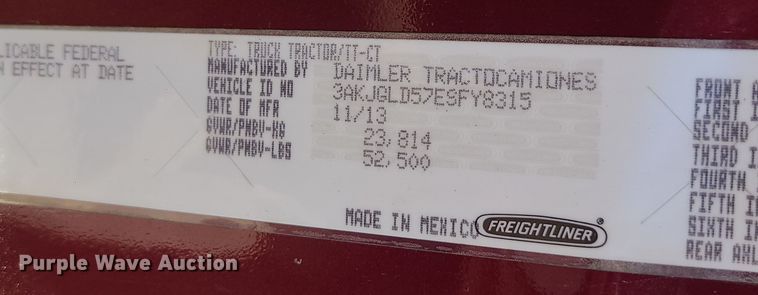 LICABLE FEDERAL
N EFFECT AT DATE
TYPE: TRUCK TRACTOR/TT-CT
MANUFACTURED BY DAIMLER TRACTOCAMIONES
VEHICLE ID NO 3AKJGLD57ESFY8315
DATE OF MFR 11/13
GVWR/PNBV-KG 23,814
GVWR/PNBV-LBS 52,500
MADE IN MEXICO
FREIGHTLINER
FRONT A
FIRST I
SECOND
THIRD I
FOURTH
FIFTH IN
SIXTH IN
REAR AXL
Purple Wave Auction